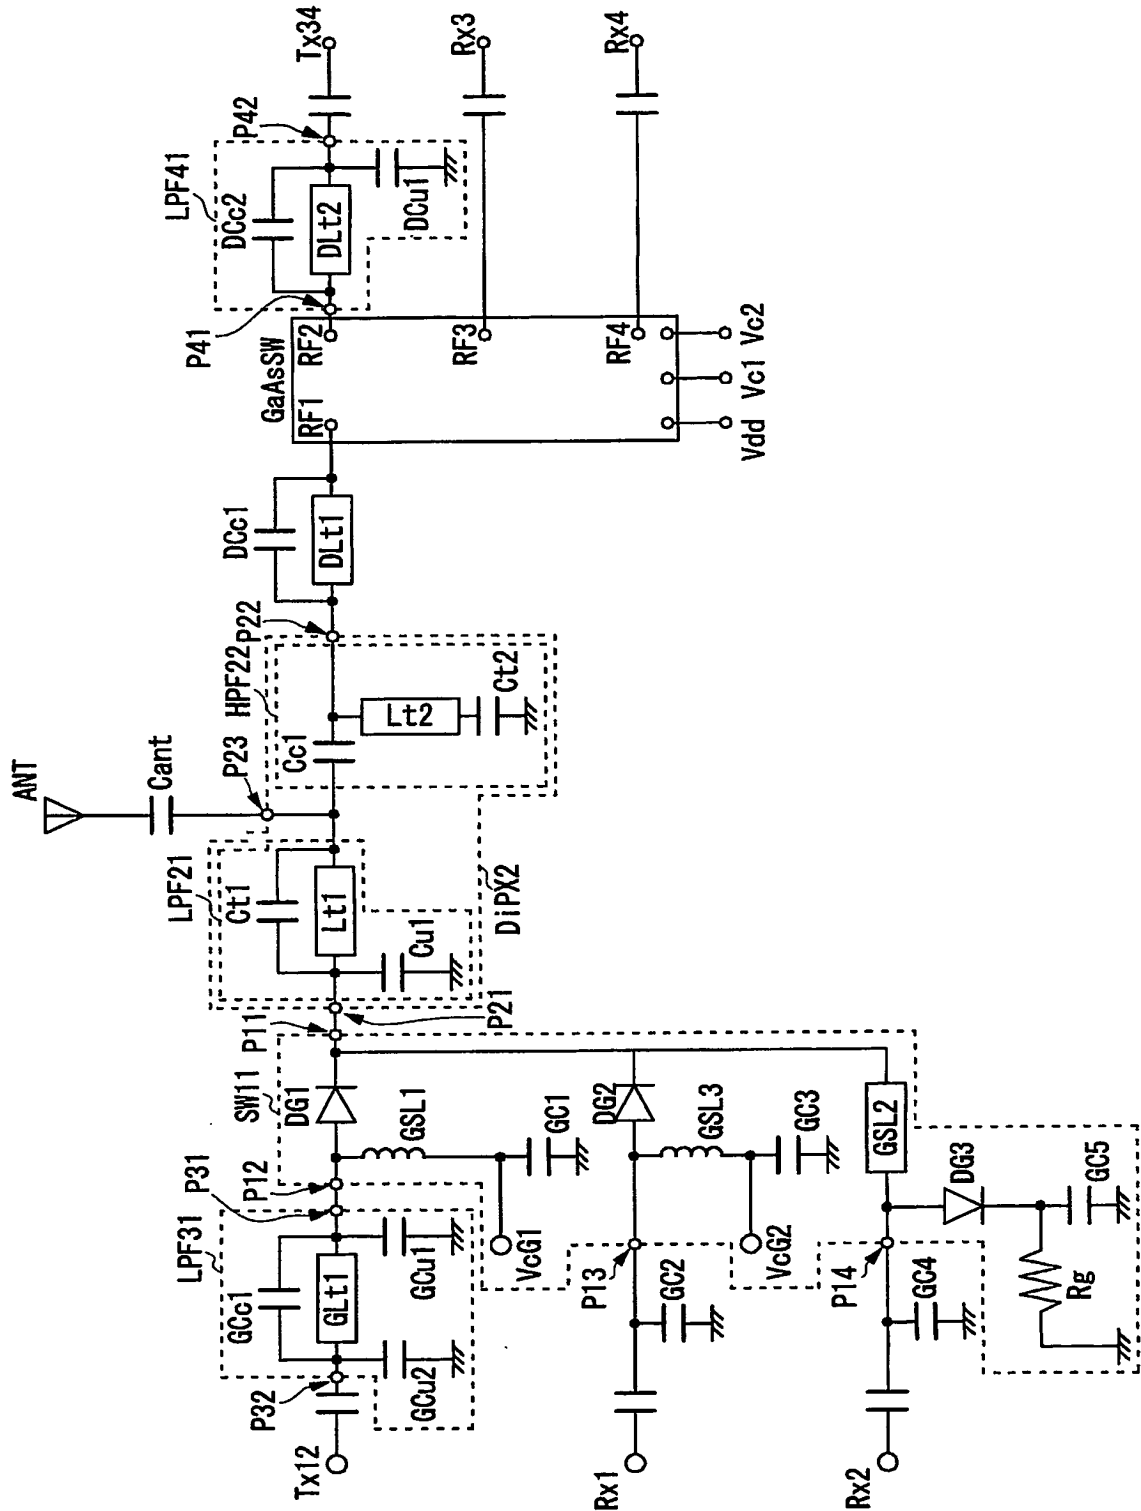 ANT
Cant
P23
LPF21
Ct1
Lt1
Cu1
DiPX2
HPF22
Cc1
Lt2
Ct2
P22
DCc1
DLt1
GaAsSW
RF1
RF2
RF3
RF4
Vdd
Vc1
Vc2
P41
LPF41
DCc2
DLt2
DCu1
P42
Tx34
Rx3
Rx4
P21
P11
SW11
DG1
GSL1
GC1
VcG1
P12
P31
LPF31
GCc1
GLt1
GCu1
GCu2
P32
Tx12
DG2
GSL3
GC3
VcG2
P13
GC2
Rx1
GSL2
DG3
GC5
Rg
P14
GC4
Rx2